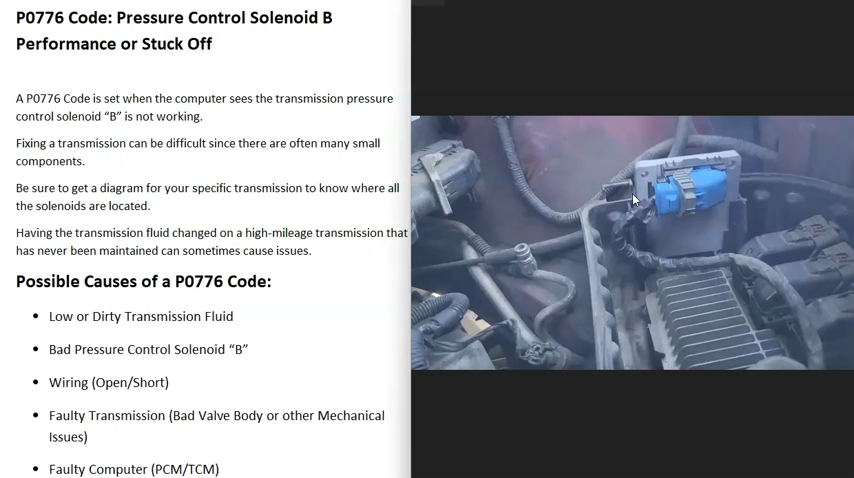 P0776 Code: Pressure Control Solenoid B
Performance or Stuck Off
A P0776 Code is set when the computer sees the transmission pressure
control solenoid “B” is not working.
Fixing a transmission can be difficult since there are often many small
components.
Be sure to get a diagram for your specific transmission to know where all
the solenoids are located.
Having the transmission fluid changed on a high-mileage transmission that
has never been maintained can sometimes cause issues.
Possible Causes of a P0776 Code:
• Low or Dirty Transmission Fluid
• Bad Pressure Control Solenoid “B”
• Wiring (Open/Short)
• Faulty Transmission (Bad Valve Body or other Mechanical
Issues)
• Faulty Computer (PCM/TCM)